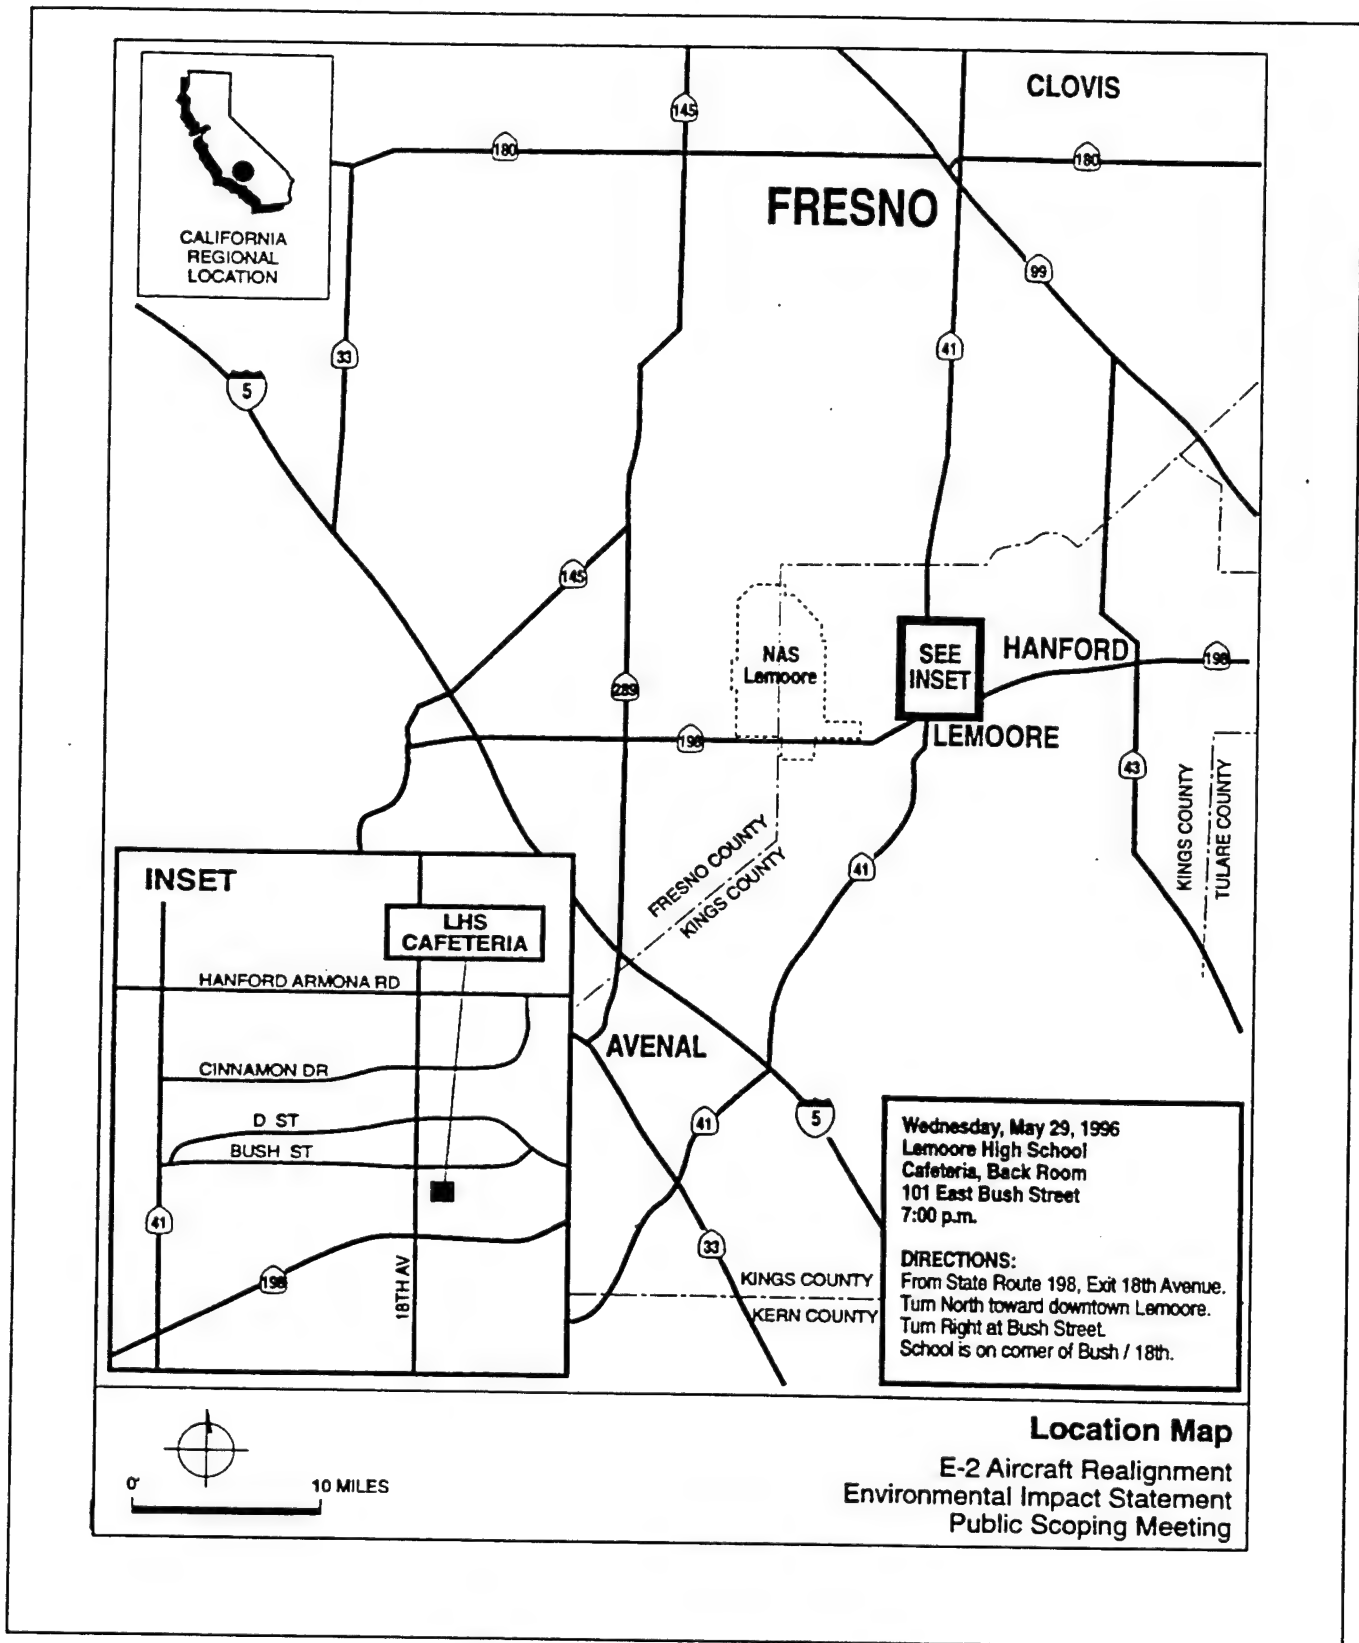 CALIFORNIA
REGIONAL
LOCATION
CLOVIS
145
180
180
FRESNO
99
33
41
5
145
NAS
Lemoore
SEE
INSET
HANFORD
198
289
198
LEMOORE
43
KINGS COUNTY
TULARE COUNTY
FRESNO COUNTY
KINGS COUNTY
41
INSET
LHS
CAFETERIA
HANFORD ARMONA RD
CINNAMON DR
D ST
BUSH ST
41
198
18TH AV
AVENAL
41
5
33
KINGS COUNTY
KERN COUNTY
Wednesday, May 29, 1996
Lemoore High School
Cafeteria, Back Room
101 East Bush Street
7:00 p.m.
DIRECTIONS:
From State Route 198, Exit 18th Avenue.
Turn North toward downtown Lemoore.
Turn Right at Bush Street.
School is on corner of Bush / 18th.
0
10 MILES
Location Map
E-2 Aircraft Realignment
Environmental Impact Statement
Public Scoping Meeting